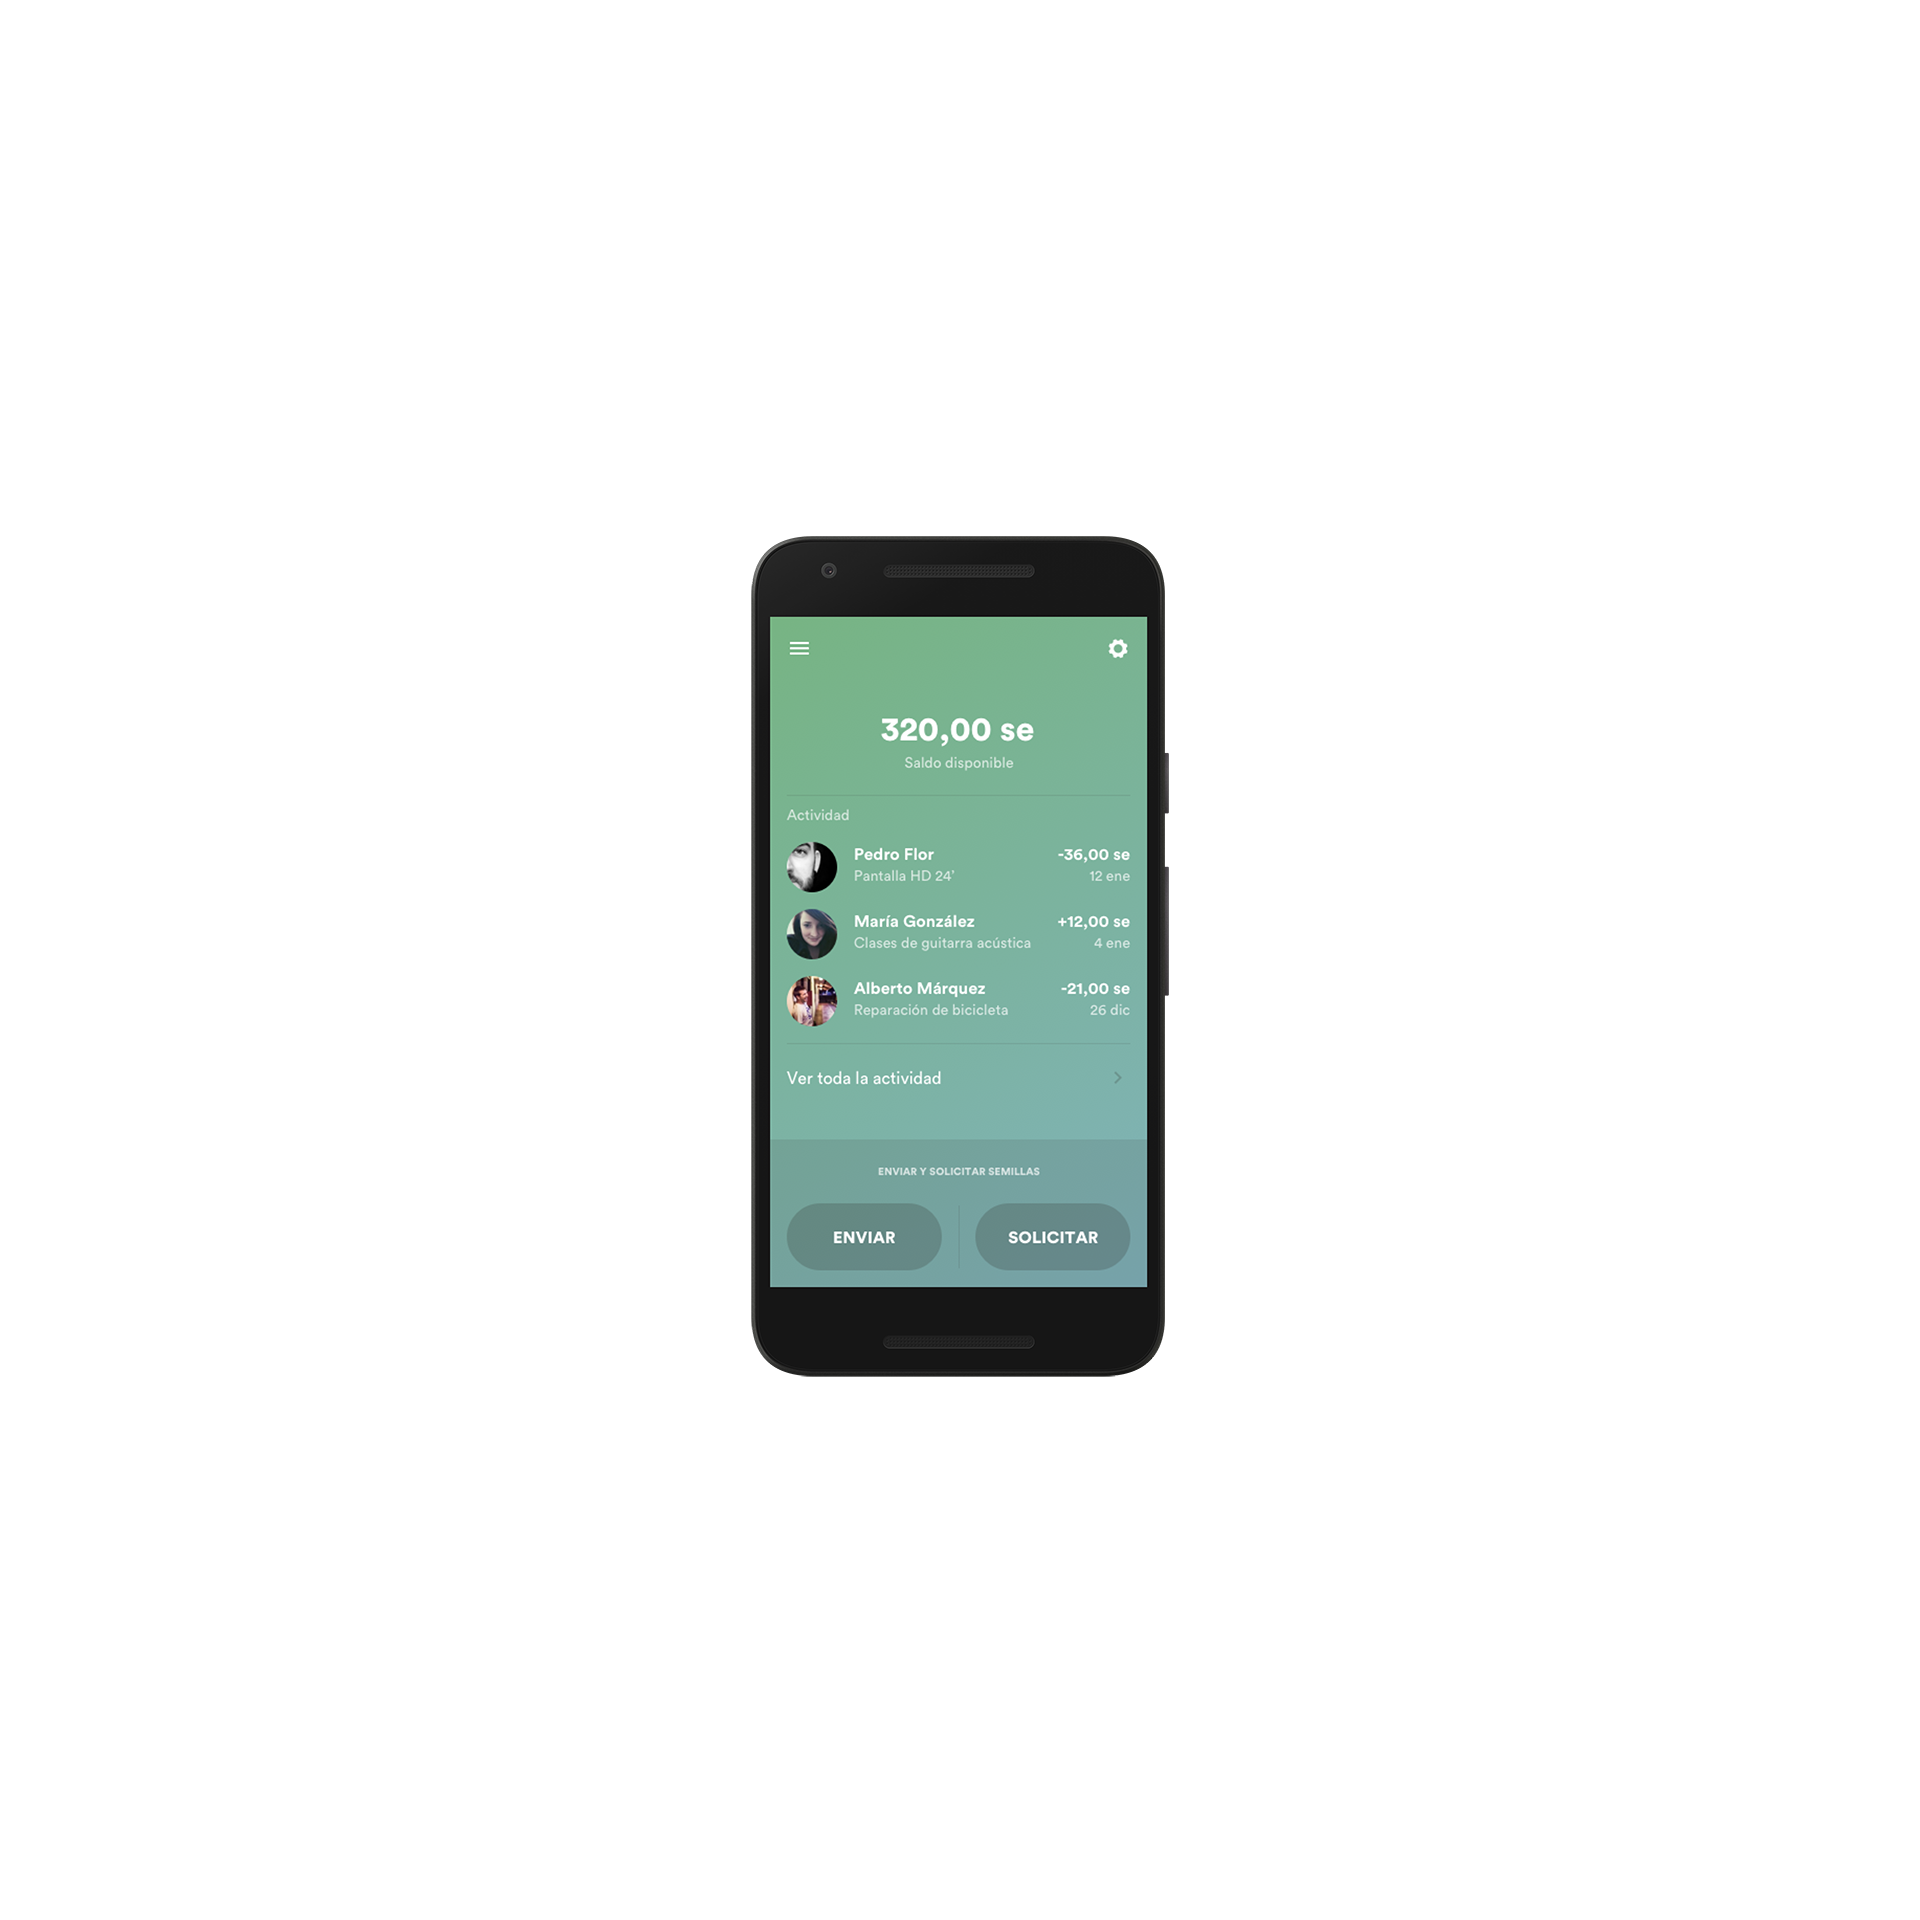 320,00 se
Saldo disponible
Actividad
Pedro Flor -36,00 se
Pantalla HD 24' 12 ene
María González +12,00 se
Clases de guitarra acústica 4 ene
Alberto Márquez -21,00 se
Reparación de bicicleta 26 dic
Ver toda la actividad
ENVIAR Y SOLICITAR SEMILLAS
ENVIAR SOLICITAR